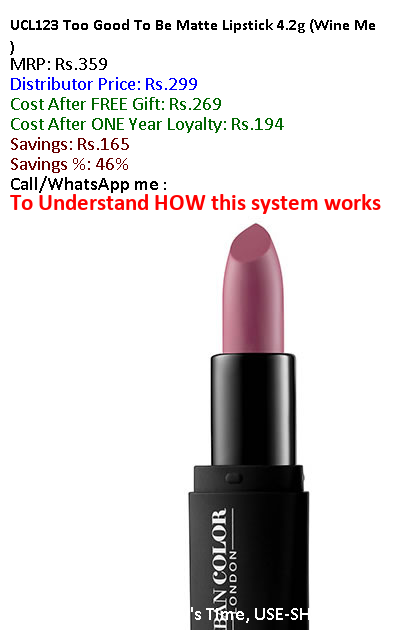 UCL123 Too Good To Be Matte Lipstick 4.2g (Wine Me
)
MRP: Rs.359
Distributor Price: Rs.299
Cost After FREE Gift: Rs.269
Cost After ONE Year Loyalty: Rs.194
Savings: Rs.165
Savings %: 46%
Call/WhatsApp me :
To Understand HOW this system works
BAN COLOR
LONDON
's Time, USE-SH